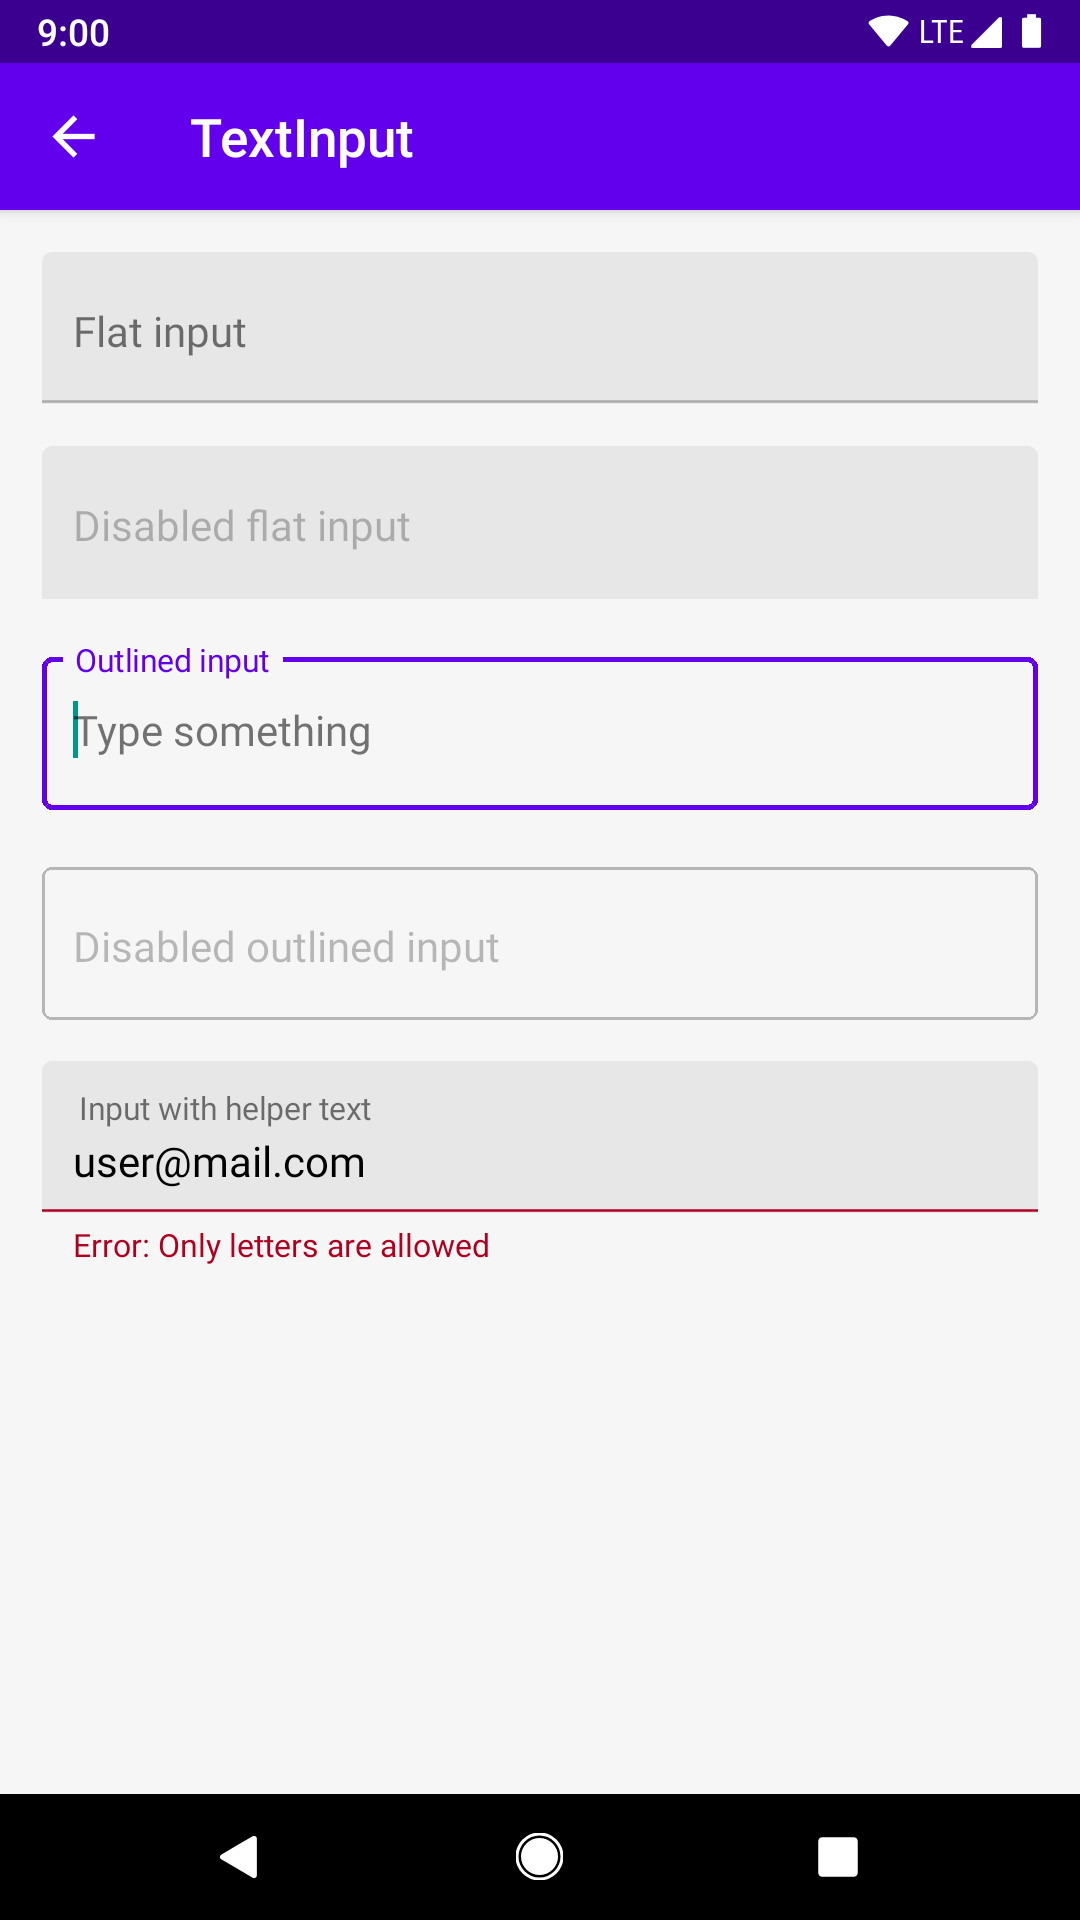 9:00 LTE
TextInput
Flat input
Disabled flat input
Outlined input
Type something
Disabled outlined input
Input with helper text
user@mail.com
Error: Only letters are allowed